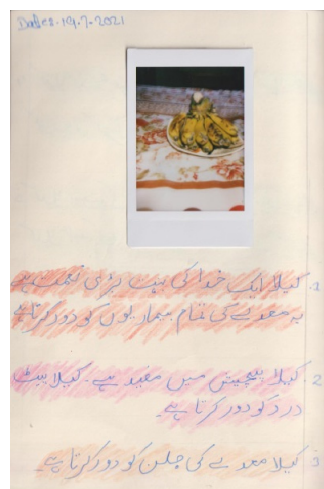 Dates. 19.7.2021
1. کیلا ایک خدا کی بہت بڑی نعمت ہے
یہ معدے کی تمام بیماریوں کو دور کرتا ہے
2. کیلا پیچیش میں مفید ہے۔ کیلا پیٹ
درد کو دور کرتا ہے۔
3. کیلا معدے کی جلن کو دور کرتا ہے۔